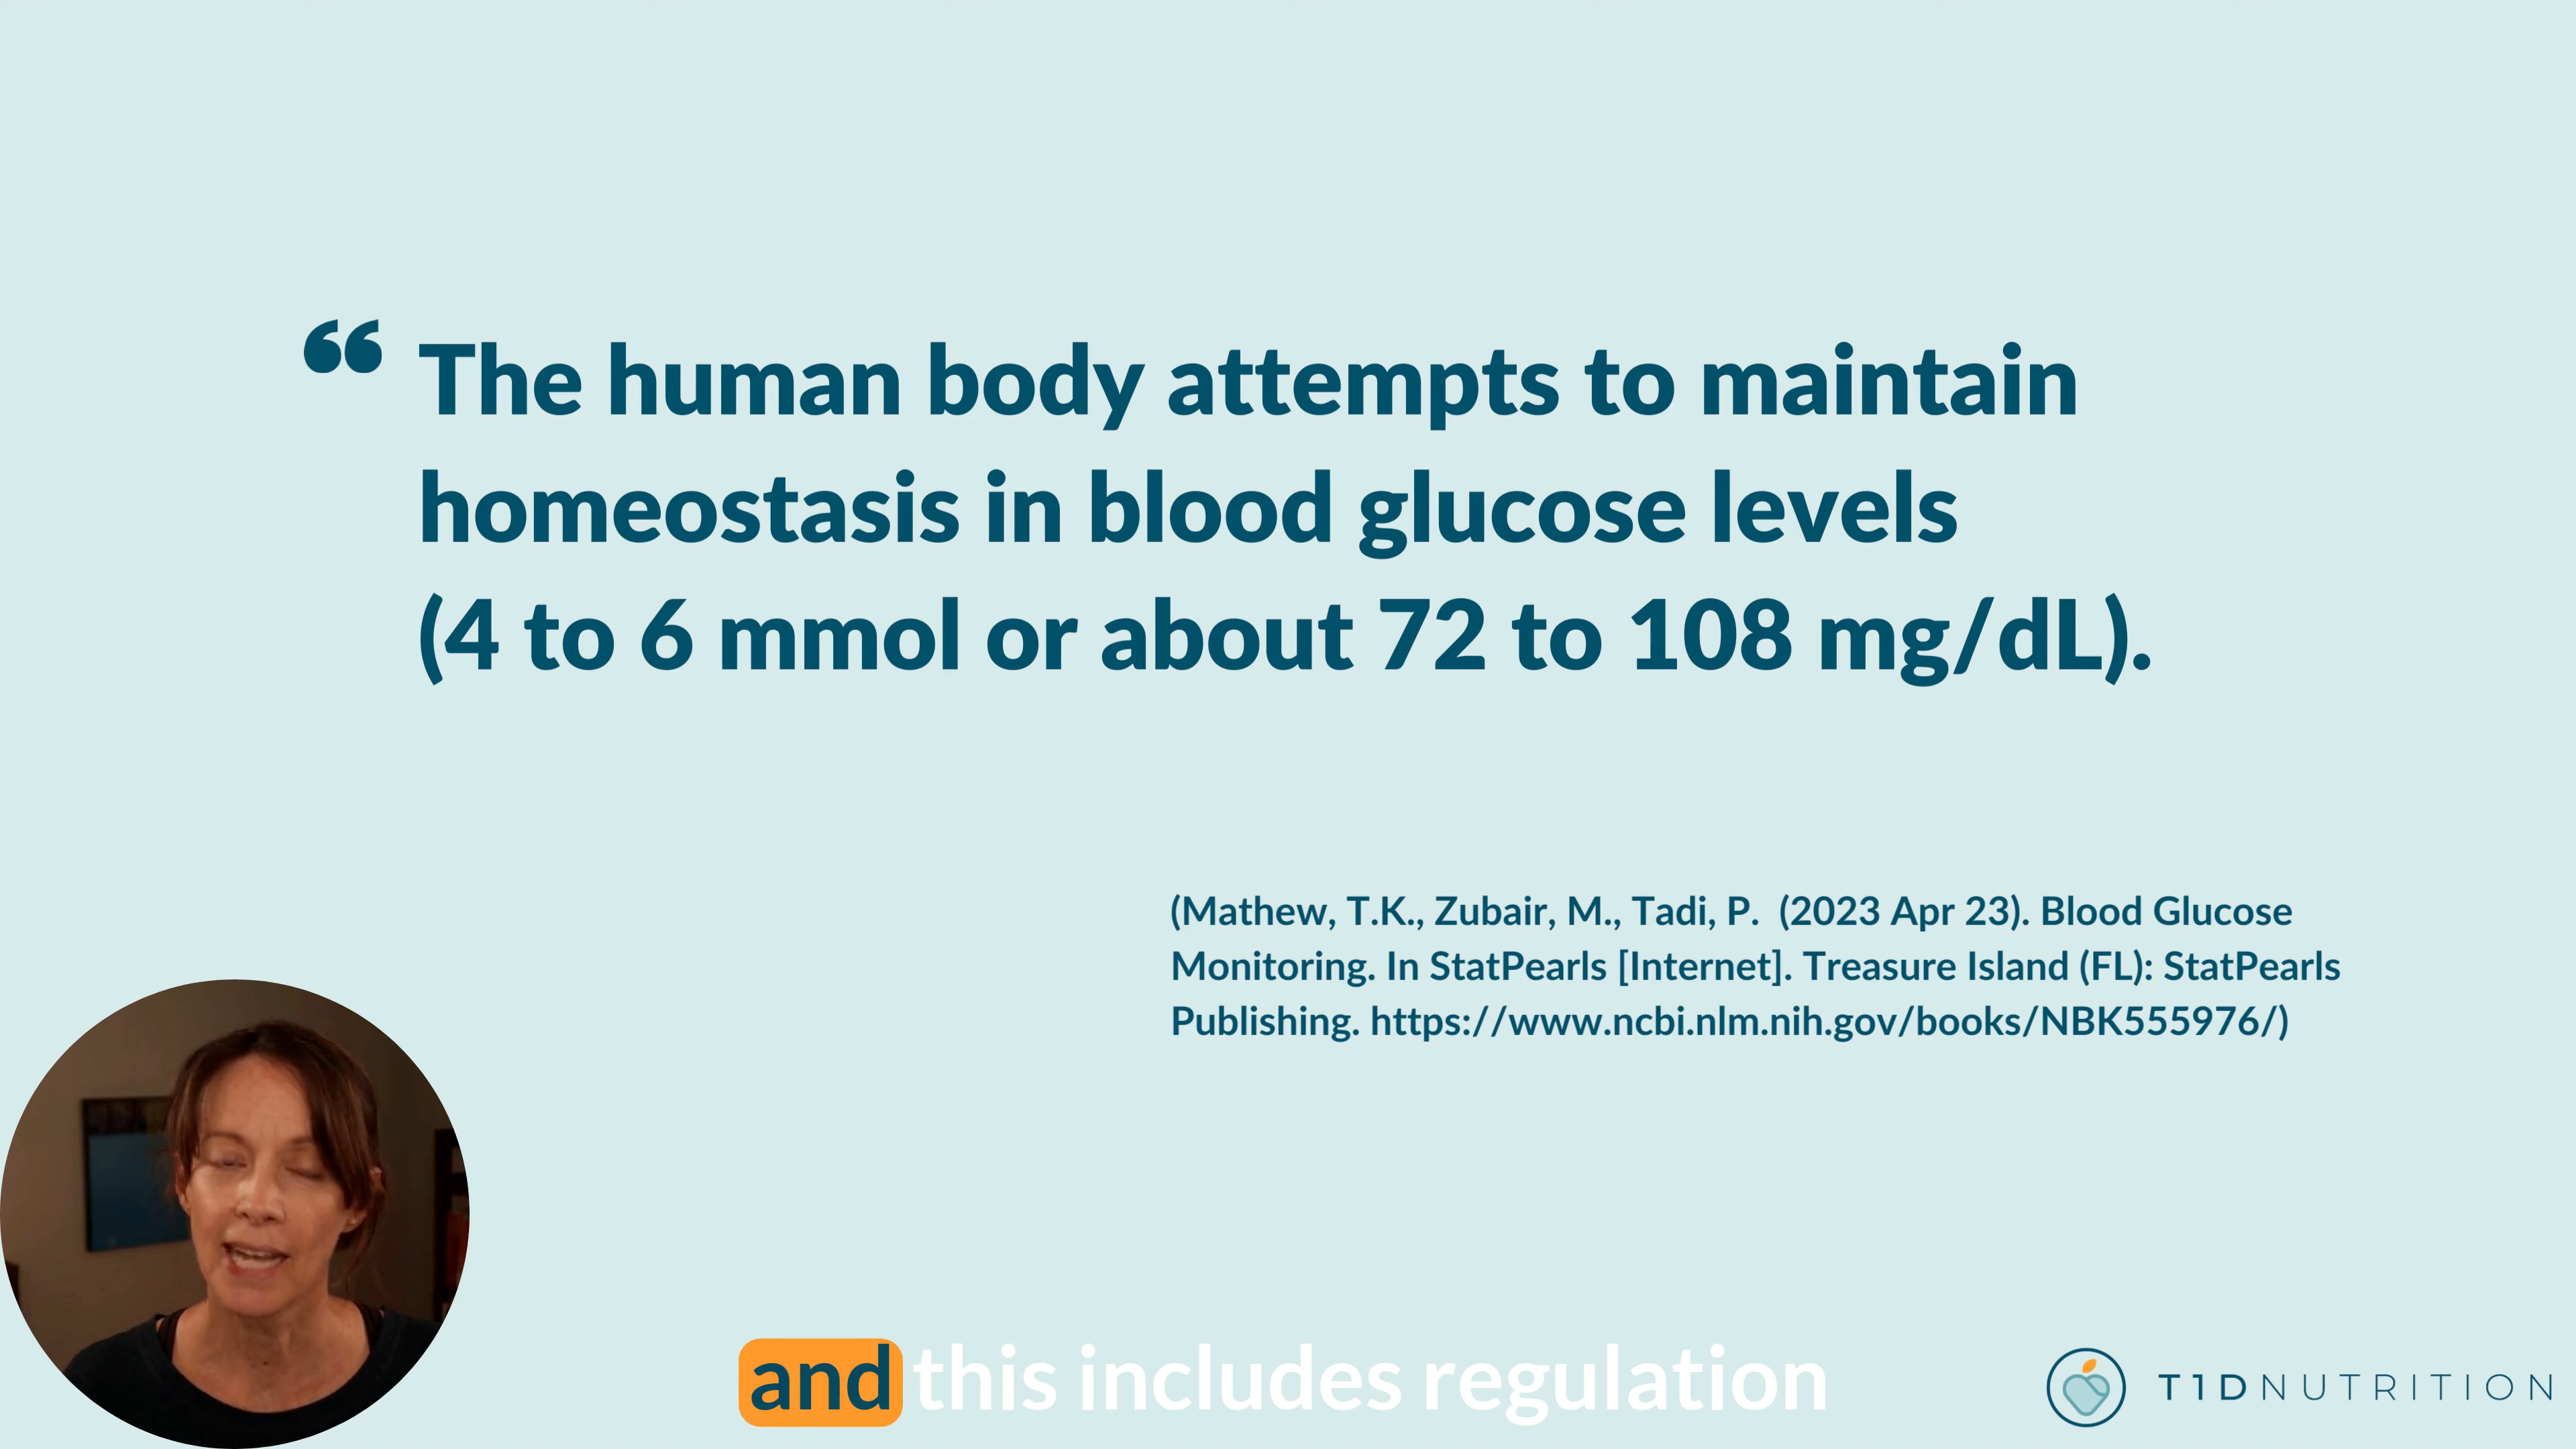 “ The human body attempts to maintain
homeostasis in blood glucose levels
(4 to 6 mmol or about 72 to 108 mg/dL).
(Mathew, T.K., Zubair, M., Tadi, P.  (2023 Apr 23). Blood Glucose
Monitoring. In StatPearls [Internet]. Treasure Island (FL): StatPearls
Publishing. https://www.ncbi.nlm.nih.gov/books/NBK555976/)
and this includes regulation
T1DNUTRITION